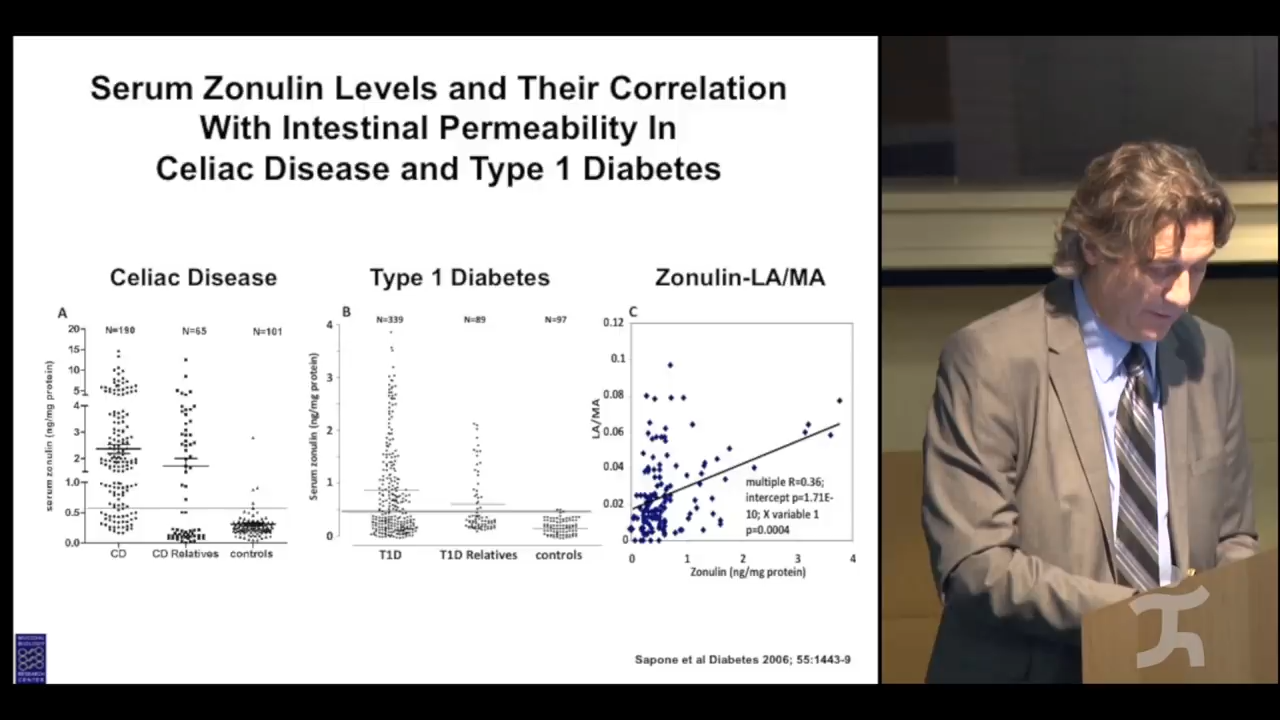 Serum Zonulin Levels and Their Correlation
With Intestinal Permeability In
Celiac Disease and Type 1 Diabetes
Celiac Disease
Type 1 Diabetes
Zonulin-LA/MA
A
N=190
N=65
N=101
serum zonulin (ng/mg protein)
20
15
10
5
4
3
2
1.0
0.5
0.0
CD
CD Relatives
controls
B
N=339
N=89
N=97
Serum zonulin (ng/mg protein)
4
3
2
1
0
T1D
T1D Relatives
controls
C
LA/MA
0.12
0.1
0.08
0.06
0.04
0.02
0
multiple R=0.36;
intercept p=1.71E-
10; X variable 1
p=0.0004
0
1
2
3
4
Zonulin (ng/mg protein)
MUCOSAL
BIOLOGY
RESEARCH
CENTER
Sapone et al Diabetes 2006; 55:1443-9